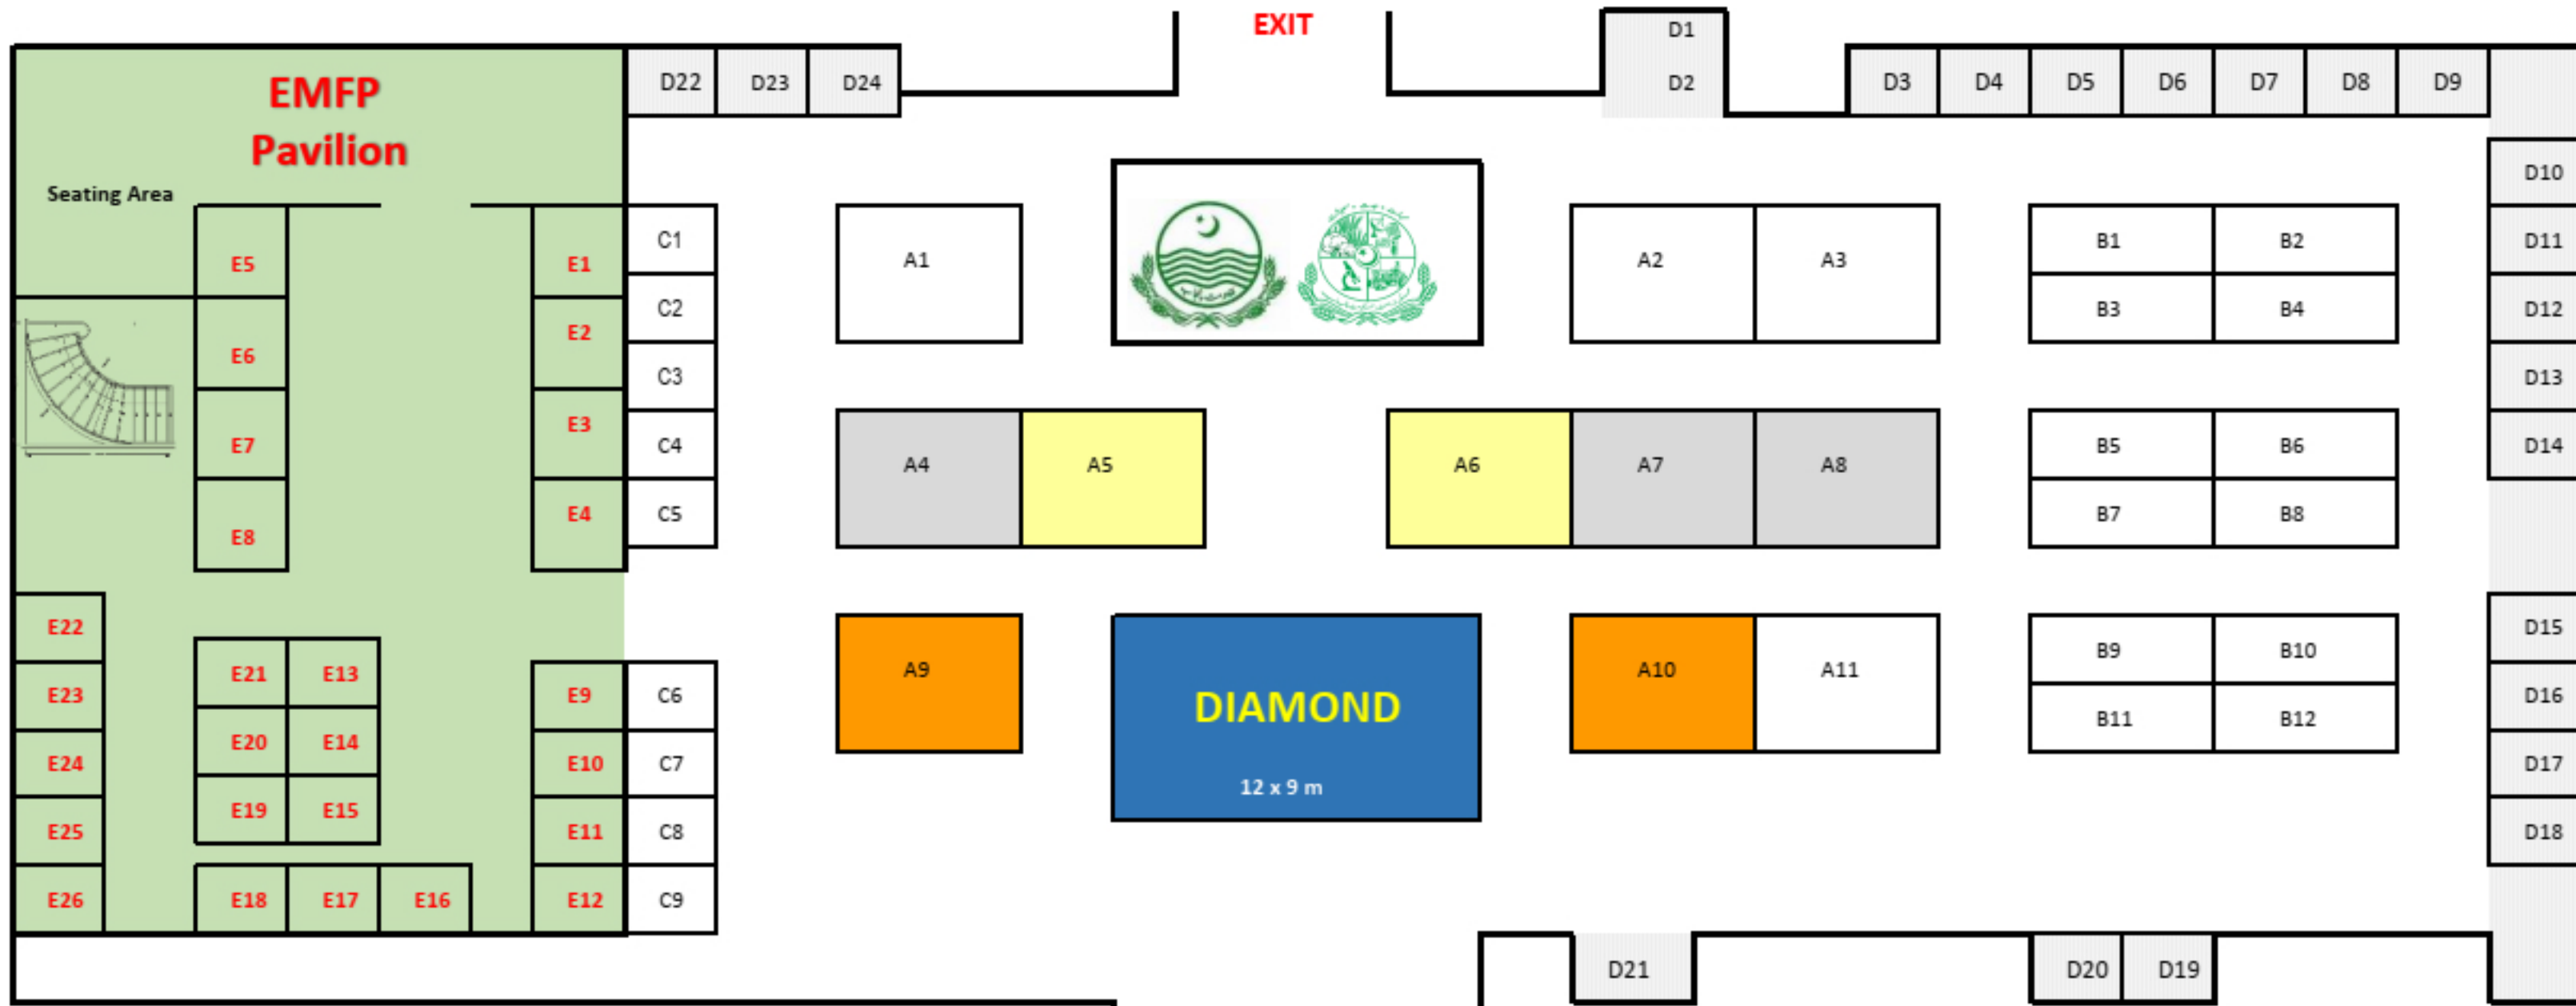 EXIT
D1
D2
D22 D23 D24
D3 D4 D5 D6 D7 D8 D9
EMFP
Pavilion
Seating Area
D10
E5 E1 C1 A1 A2 A3 B1 B2 D11
E6 E2 C2 B3 B4 D12
C3 D13
E7 E3 C4 A4 A5 A6 A7 A8 B5 B6 D14
E8 E4 C5 B7 B8
E22 D15
E21 E13 A9 A10 A11 B9 B10
E23 E9 C6 DIAMOND D16
E20 E14 B11 B12
E24 E10 C7 12 x 9 m D17
E19 E15
E25 E11 C8 D18
E26 E18 E17 E16 E12 C9
D21 D20 D19